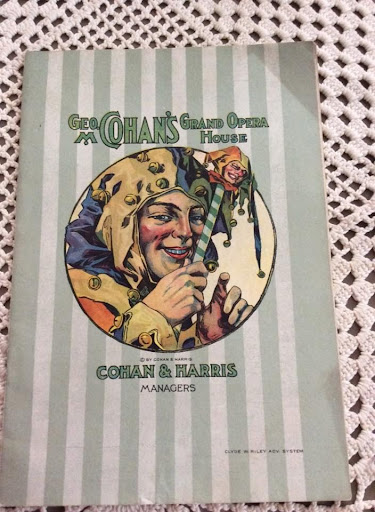 GEO. M COHAN'S GRAND OPERA HOUSE
© BY COHAN & HARRIS
COHAN & HARRIS
MANAGERS
CLYDE W. RILEY ADV. SYSTEM